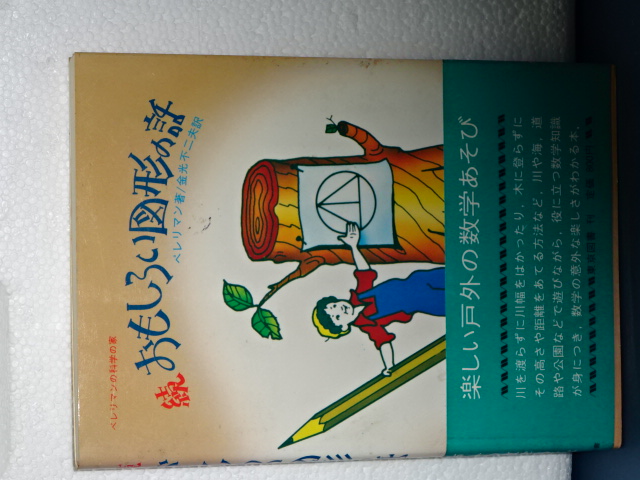 ペレリマンの科学の家
続 おもしろい図形の話
ペレリマン著/金光不二夫訳
楽しい戸外の数学あそび
川を渡らずに川幅をはかったり、木に登らずに
その高さや距離をあてる方法など、川や海、道
路や公園などで遊びながら、役に立つ数学知識
が身につき、数学の意外な楽しさがわかる本。
東京図書 刊